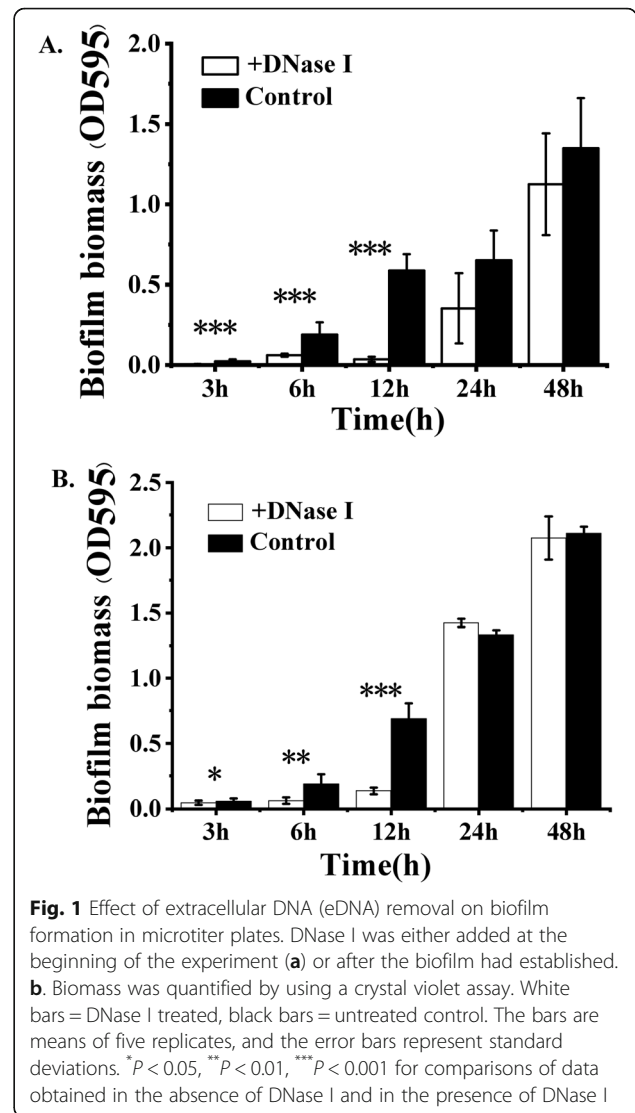 A.
+DNase I
Control
Biofilm biomass (OD595)
2.0
1.5
1.0
0.5
0.0
***
***
***
3h 6h 12h 24h 48h
Time(h)
B.
+DNase I
Control
Biofilm biomass (OD595)
2.5
2.0
1.5
1.0
0.5
0.0
*
**
***
3h 6h 12h 24h 48h
Time(h)
Fig. 1 Effect of extracellular DNA (eDNA) removal on biofilm
formation in microtiter plates. DNase I was either added at the
beginning of the experiment (a) or after the biofilm had established.
b. Biomass was quantified by using a crystal violet assay. White
bars = DNase I treated, black bars = untreated control. The bars are
means of five replicates, and the error bars represent standard
deviations. *P < 0.05, **P < 0.01, ***P < 0.001 for comparisons of data
obtained in the absence of DNase I and in the presence of DNase I